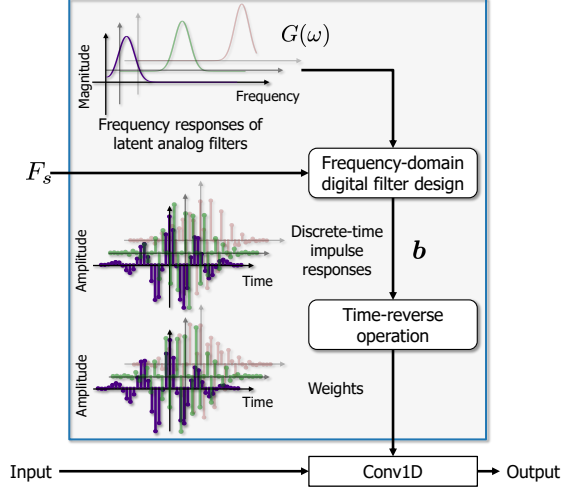 G(ω)
Magnitude
Frequency
Frequency responses of
latent analog filters
F_s
Frequency-domain
digital filter design
Amplitude
Time
Discrete-time
impulse
responses
b
Time-reverse
operation
Amplitude
Time
Weights
Input
Conv1D
Output